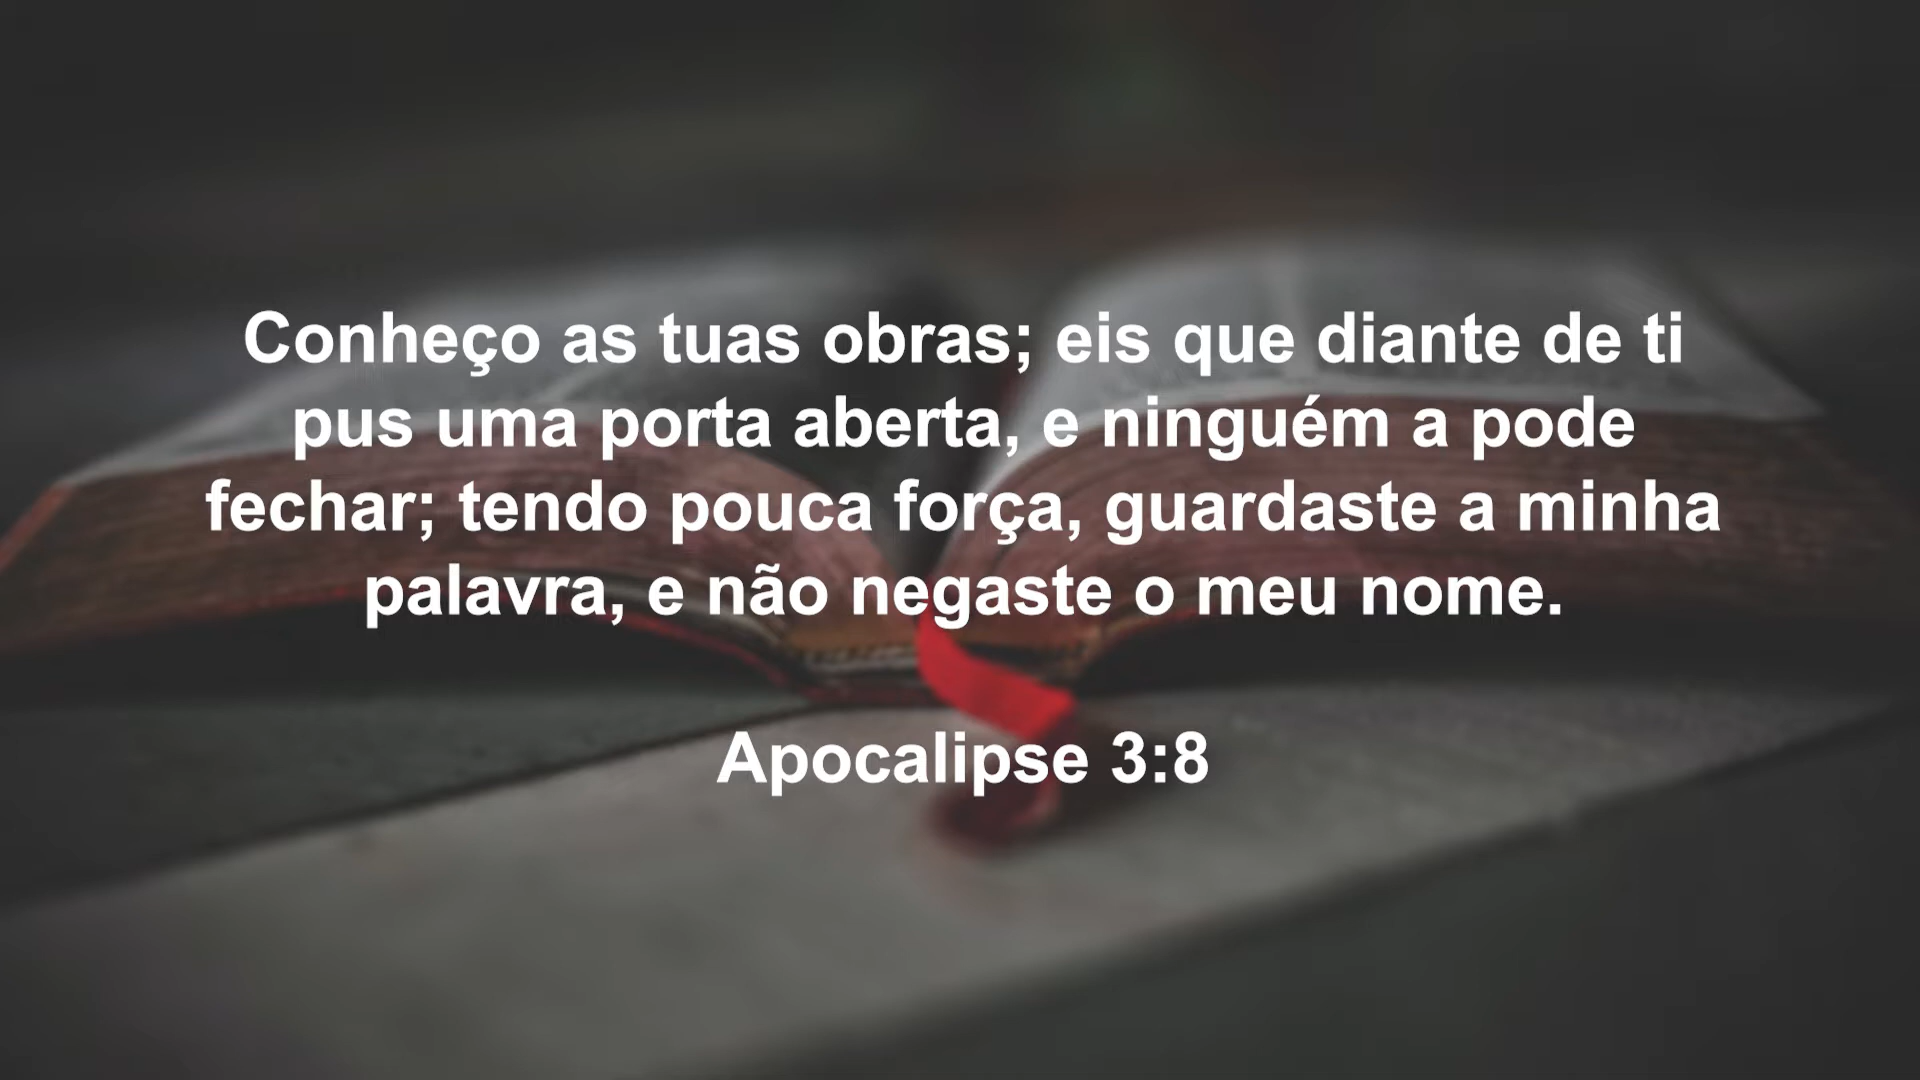 Conheço as tuas obras; eis que diante de ti
pus uma porta aberta, e ninguém a pode
fechar; tendo pouca força, guardaste a minha
palavra, e não negaste o meu nome.
Apocalipse 3:8